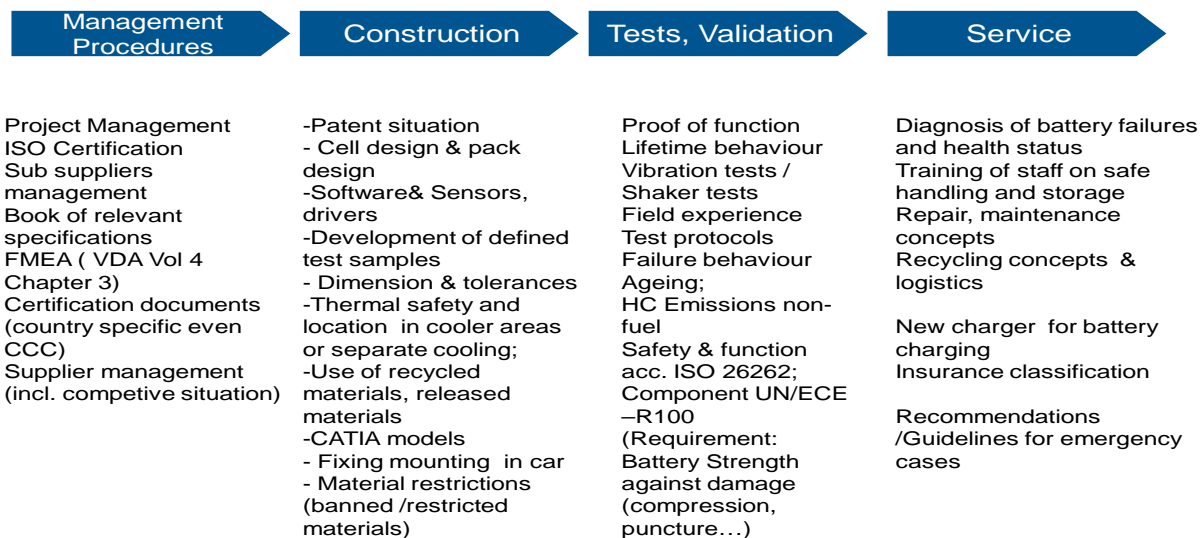 Management
Procedures
Construction
Tests, Validation
Service
Project Management
ISO Certification
Sub suppliers
management
Book of relevant
specifications
FMEA ( VDA Vol 4
Chapter 3)
Certification documents
(country specific even
CCC)
Supplier management
(incl. competive situation)
-Patent situation
- Cell design & pack
design
-Software& Sensors,
drivers
-Development of defined
test samples
- Dimension & tolerances
-Thermal safety and
location in cooler areas
or separate cooling;
-Use of recycled
materials, released
materials
-CATIA models
- Fixing mounting in car
- Material restrictions
(banned /restricted
materials)
Proof of function
Lifetime behaviour
Vibration tests /
Shaker tests
Field experience
Test protocols
Failure behaviour
Ageing;
HC Emissions non-
fuel
Safety & function
acc. ISO 26262;
Component UN/ECE
–R100
(Requirement:
Battery Strength
against damage
(compression,
puncture…)
Diagnosis of battery failures
and health status
Training of staff on safe
handling and storage
Repair, maintenance
concepts
Recycling concepts &
logistics
New charger for battery
charging
Insurance classification
Recommendations
/Guidelines for emergency
cases